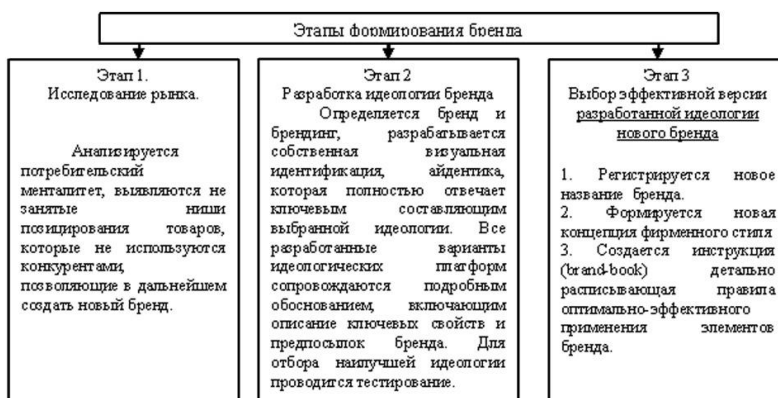 Этапы формирования бренда
Этап 1.
Исследование рынка.
Анализируется
потребительский
менталитет, выявляются не
занятые ниши
позицирования товаров,
которые не используются
конкурентами,
позволяющие в дальнейшем
создать новый бренд.
Этап 2
Разработка идеологии бренда
Определяется бренд и
брендинг, разрабатывается
собственная визуальная
идентификация, айдентика,
которая полностью отвечает
ключевым составляющим
выбранной идеологии. Все
разработанные варианты
идеологических платформ
сопровождаются подробным
обоснованием, включающим
описание ключевых свойств и
предпосылок бренда. Для
отбора наилучшей идеологии
проводится тестирование.
Этап 3
Выбор эффективной версии
разработанной идеологии
нового бренда
1. Регистрируется новое
название бренда.
2. Формируется новая
концепция фирменного стиля
3. Создается инструкция
(brand-book) детально
расписывающая правила
оптимально-эффективного
применения элементов
бренда.